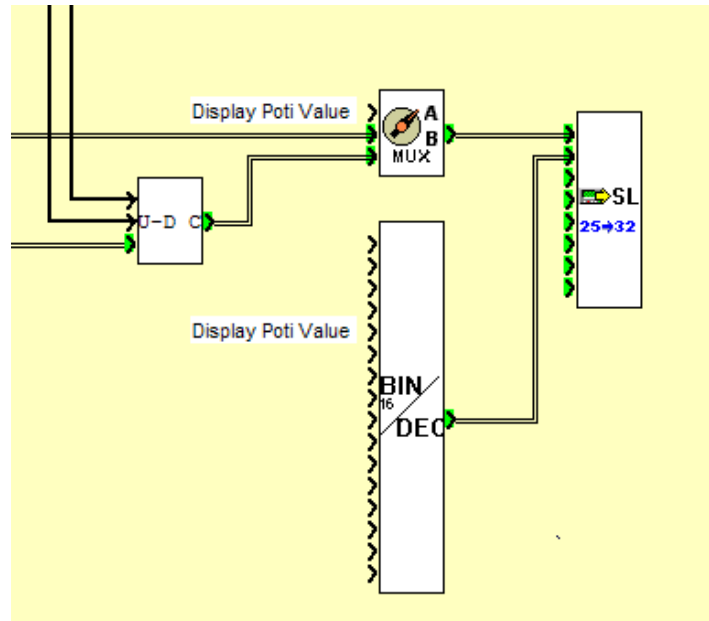 Display Poti Value
A
B
MUX
SL
25→32
U-D C
Display Poti Value
BIN
16
DEC